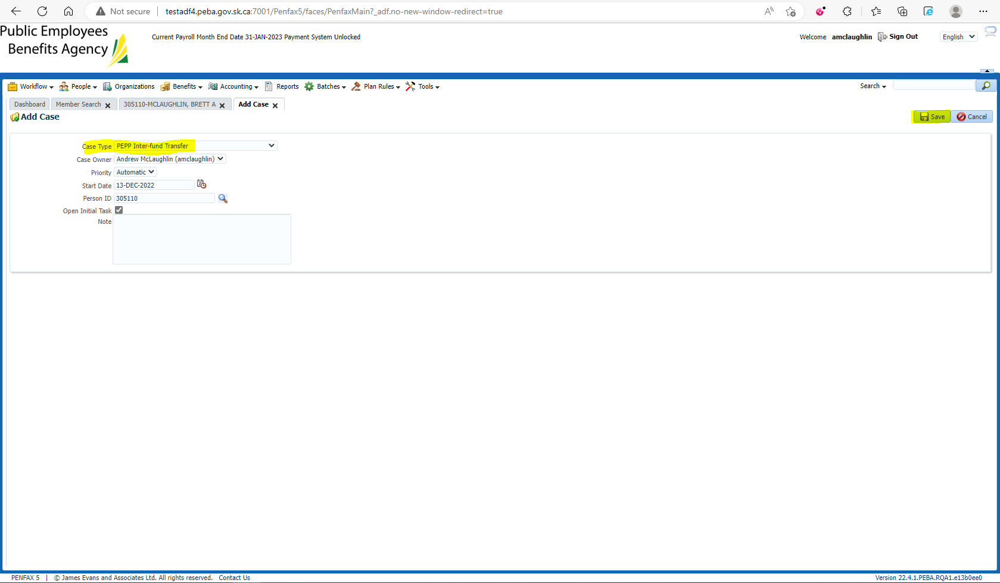 Not secure | testadf4.peba.gov.sk.ca:7001/Penfax5/faces/PenfaxMain?_adf.no-new-window-redirect=true
Public Employees
Benefits Agency
Current Payroll Month End Date 31-JAN-2023 Payment System Unlocked
Welcome amclaughlin Sign Out English
Workflow People Organizations Benefits Accounting Reports Batches Plan Rules Tools Search
Dashboard Member Search 305110-MCLAUGHLIN, BRETT A Add Case
Add Case Save Cancel
Case Type PEPP Inter-fund Transfer
Case Owner Andrew McLaughlin (amclaughlin)
Priority Automatic
Start Date 13-DEC-2022
Person ID 305110
Open Initial Task
Note
PENFAX 5 | © James Evans and Associates Ltd. All rights reserved. Contact Us Version 22.4.1.PEBA.RQA1.e13b0ee0